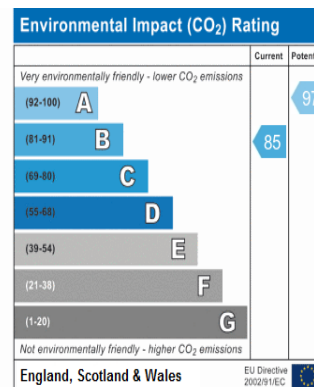 Environmental Impact (CO₂) Rating
Current Potent
Very environmentally friendly - lower CO₂ emissions
(92-100) A 97
(81-91) B 85
(69-80) C
(55-68) D
(39-54) E
(21-38) F
(1-20) G
Not environmentally friendly - higher CO₂ emissions
England, Scotland & Wales
EU Directive
2002/91/EC